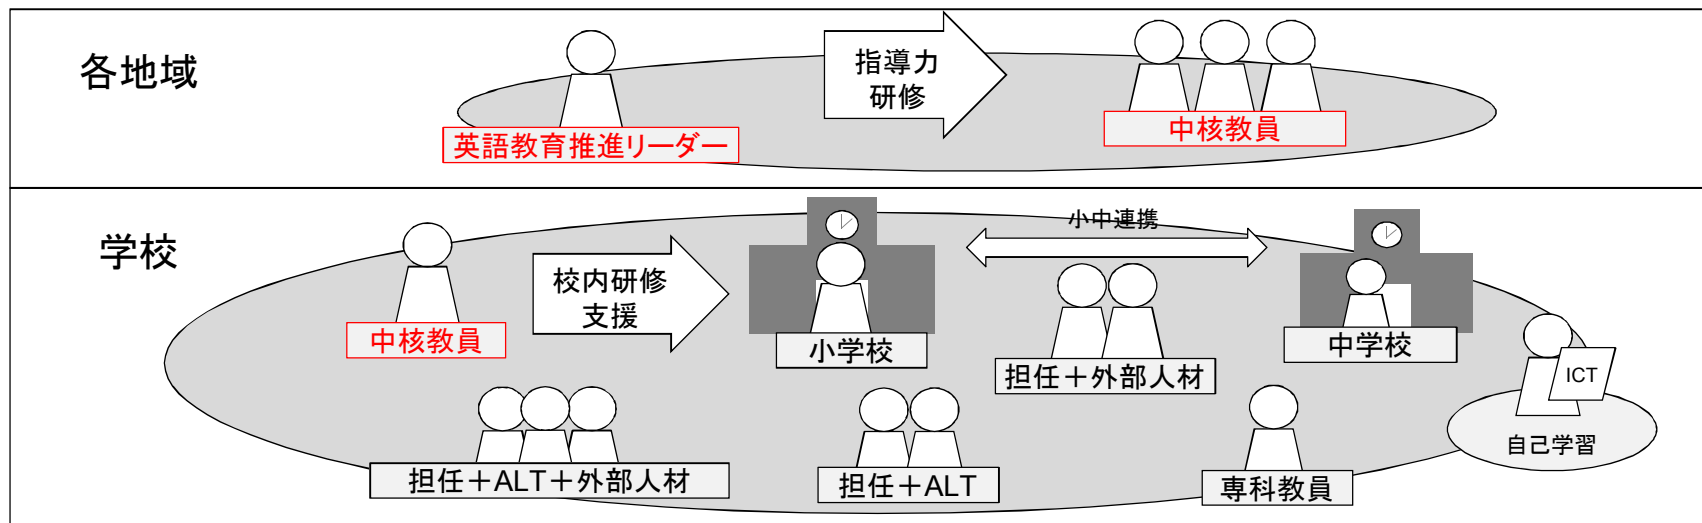 各地域
指導力
研修
英語教育推進リーダー
中核教員
学校
小中連携
校内研修
支援
中核教員
小学校
中学校
担任＋外部人材
ICT
自己学習
担任＋ALT＋外部人材
担任＋ALT
専科教員